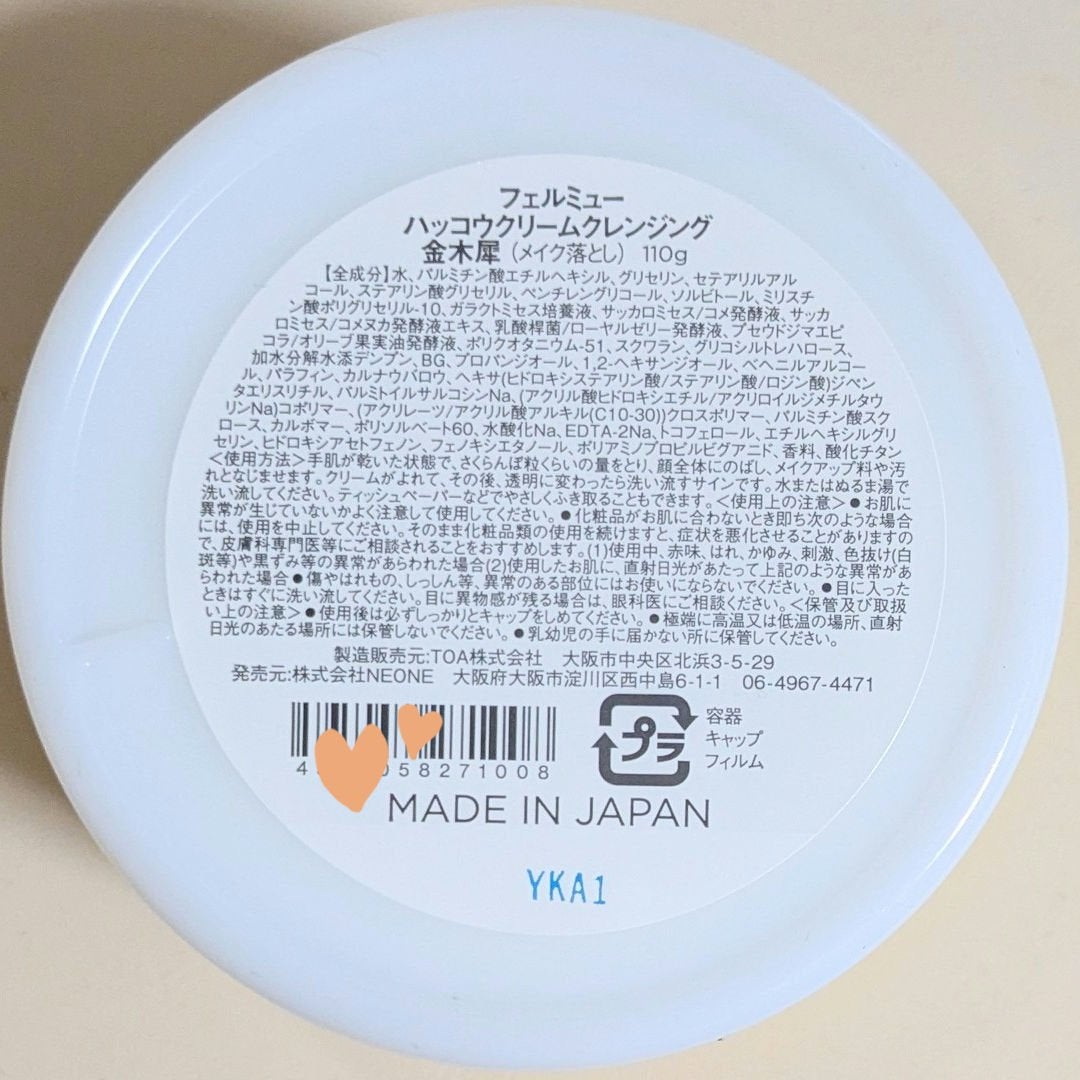 フェルミュー
ハッコウクリームクレンジング
金木犀（メイク落とし） 110g
【全成分】水、パルミチン酸エチルヘキシル、グリセリン、セテアリルアル
コール、ステアリン酸グリセリル、ペンチレングリコール、ソルビトール、ミリスチ
ン酸ポリグリセリル-10、ガラクトミセス培養液、サッカロミセス/コメ発酵液、サッカ
ロミセス/コメヌカ発酵液エキス、乳酸桿菌/ローヤルゼリー発酵液、プセウドジマエピ
コラ/オリーブ果実油発酵液、ポリクオタニウム-51、スクワラン、グリコシルトレハロース、
加水分解水添デンプン、BG、プロパンジオール、1,2-ヘキサンジオール、ベヘニルアルコー
ル、パラフィン、カルナウバロウ、ヘキサ(ヒドロキシステアリン酸/ステアリン酸/ロジン酸)ジペン
タエリスリチル、パルミトイルサルコシンNa、(アクリル酸ヒドロキシエチル/アクリロイルジメチルタウ
リンNa)コポリマー、(アクリレーツ/アクリル酸アルキル(C10-30))クロスポリマー、パルミチン酸スク
ロース、カルボマー、ポリソルベート60、水酸化Na、EDTA-2Na、トコフェロール、エチルヘキシルグリ
セリン、ヒドロキシアセトフェノン、フェノキシエタノール、ポリアミノプロピルビグアニド、香料、酸化チタン
＜使用方法＞手肌が乾いた状態で、さくらんぼ粒くらいの量をとり、顔全体にのばし、メイクアップ料や汚
れとなじませます。クリームがよれて、その後、透明に変わったら洗い流すサインです。水またはぬるま湯で
洗い流してください。ティッシュペーパーなどでやさしくふき取ることもできます。＜使用上の注意＞●お肌に
異常が生じていないかよく注意して使用してください。●化粧品がお肌に合わないとき即ち次のような場合
には、使用を中止してください。そのまま化粧品類の使用を続けますと、症状を悪化させることがありますの
で、皮膚科専門医等にご相談されることをおすすめします。(1)使用中、赤味、はれ、かゆみ、刺激、色抜け(白
斑等)や黒ずみ等の異常があらわれた場合(2)使用したお肌に、直射日光があたって上記のような異常があ
らわれた場合●傷やはれもの、しっしん等、異常のある部位にはお使いにならないでください。●目に入った
ときはすぐに洗い流してください。目に異物感が残る場合は、眼科医にご相談ください。＜保管及び取扱
い上の注意＞●使用後は必ずしっかりとキャップをしめてください。●極端に高温又は低温の場所、直射
日光のあたる場所には保管しないでください。●乳幼児の手に届かない所に保管してください。
製造販売元:TOA株式会社 大阪市中央区北浜3-5-29
発売元:株式会社NEONE 大阪府大阪市淀川区西中島6-1-1 06-4967-4471
プラ
容器
キャップ
フィルム
4 058271008
MADE IN JAPAN
YKA1